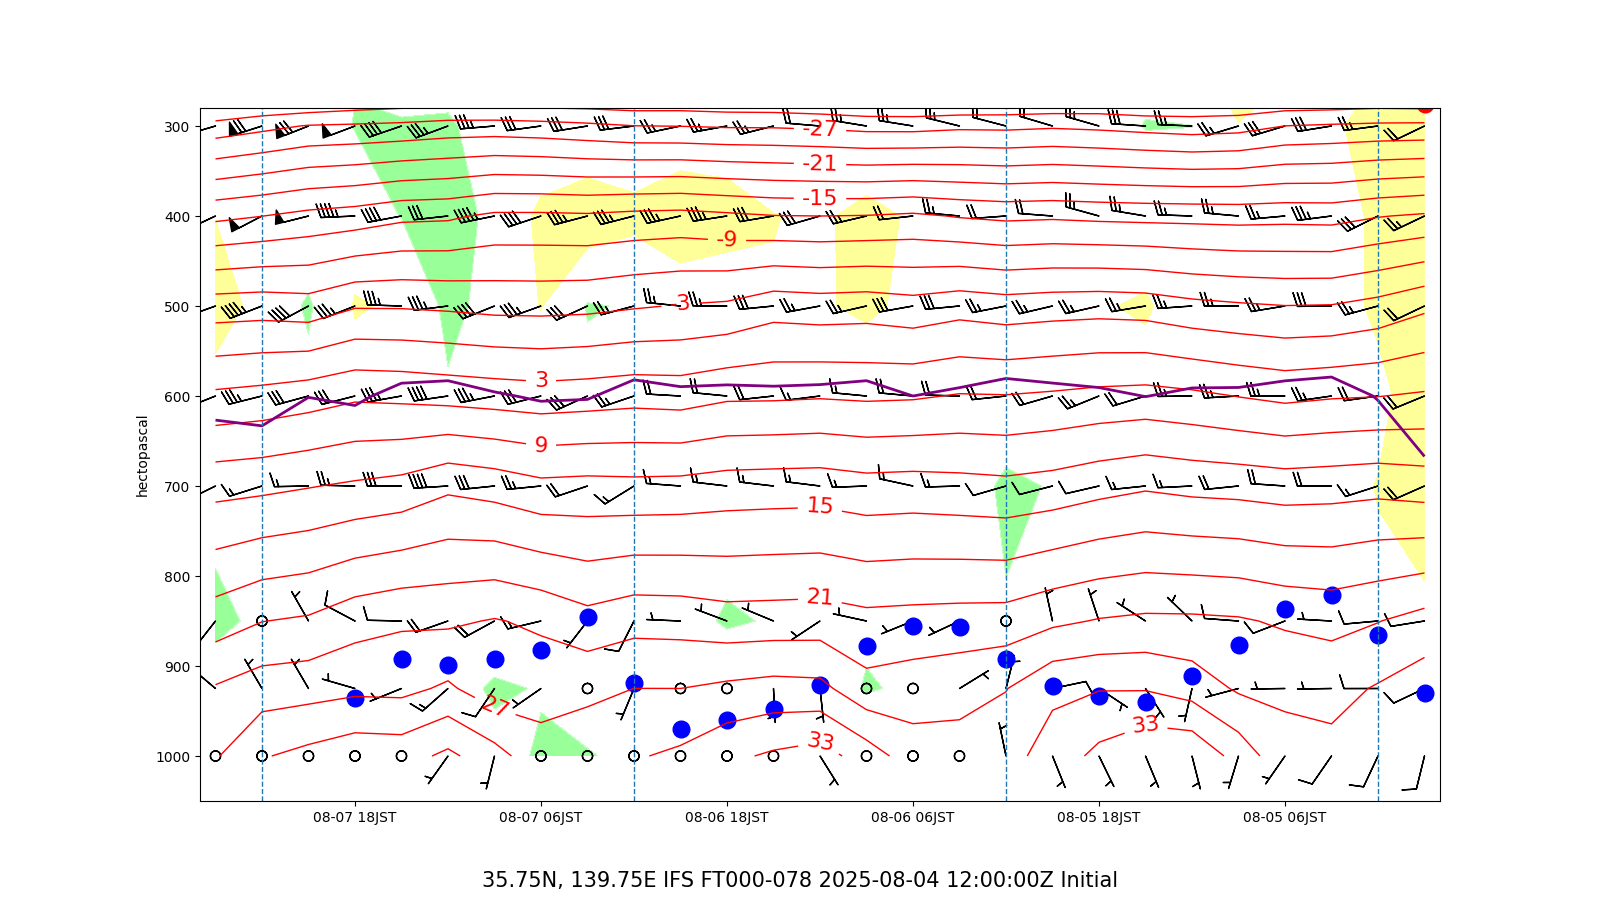 300
400
500
600
700
800
900
1000
hectopascal
-27
-21
-15
-9
3
3
9
15
21
27
33
33
08-07 18JST
08-07 06JST
08-06 18JST
08-06 06JST
08-05 18JST
08-05 06JST
35.75N, 139.75E IFS FT000-078 2025-08-04 12:00:00Z Initial